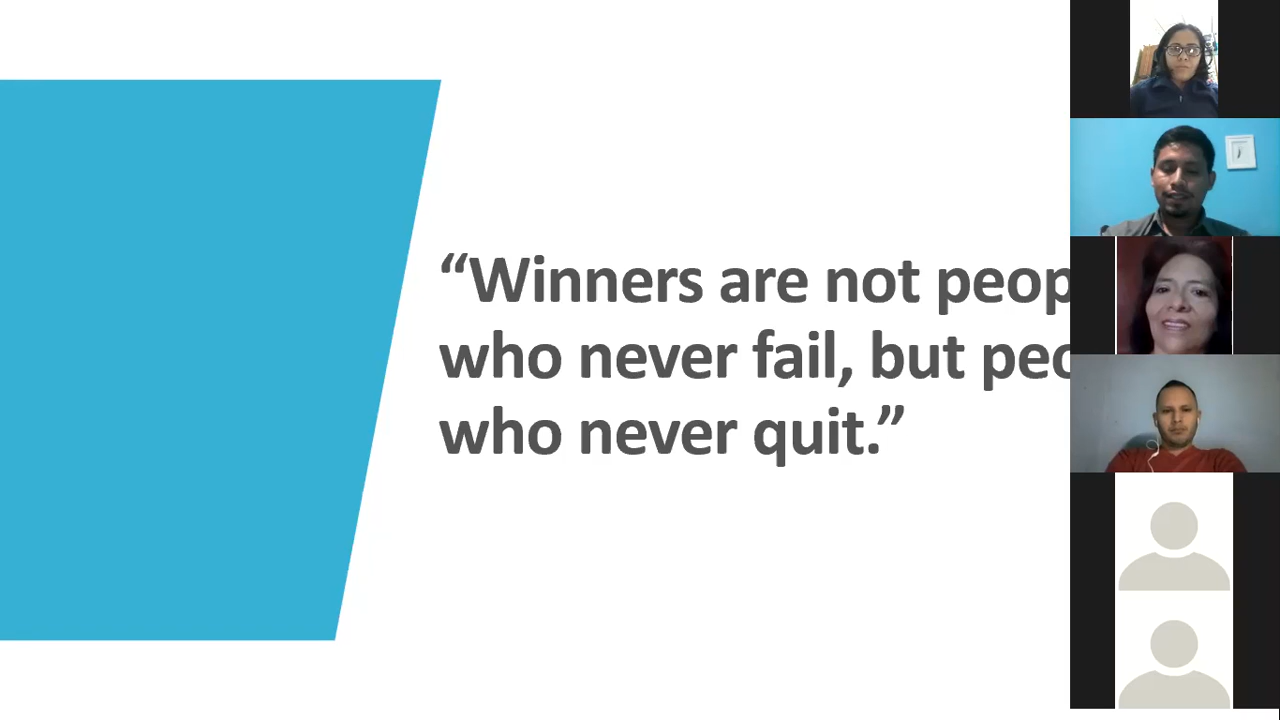 “Winners are not peop
who never fail, but peo
who never quit.”